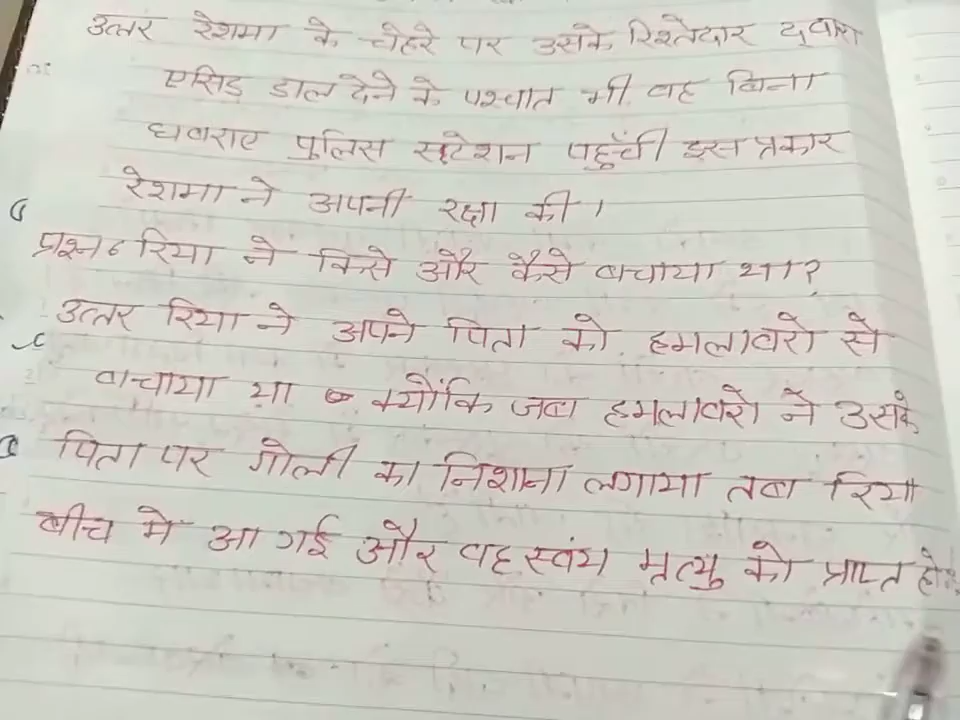 उत्तर रेशमा के चेहरे पर उसके रिश्तेदार द्वारा
एसिड डाल देने के पश्चात भी वह बिना
घबराए पुलिस स्टेशन पहुँची इस प्रकार
रेशमा ने अपनी रक्षा की।
प्रश्न 6 रिया ने किसे और कैसे बचाया था?
उत्तर रिया ने अपने पिता को हमलावरो से
बचाया था क्योंकि जब हमलावरो ने उसके
पिता पर गोली का निशाना लगाया तब रिया
बीच मे आ गई और वह स्वंय मृत्यु को प्राप्त